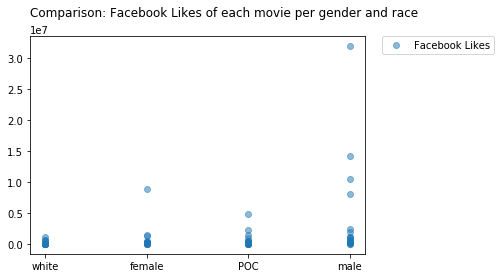 Comparison: Facebook Likes of each movie per gender and race
1e7
Facebook Likes
3.0
2.5
2.0
1.5
1.0
0.5
0.0
white female POC male